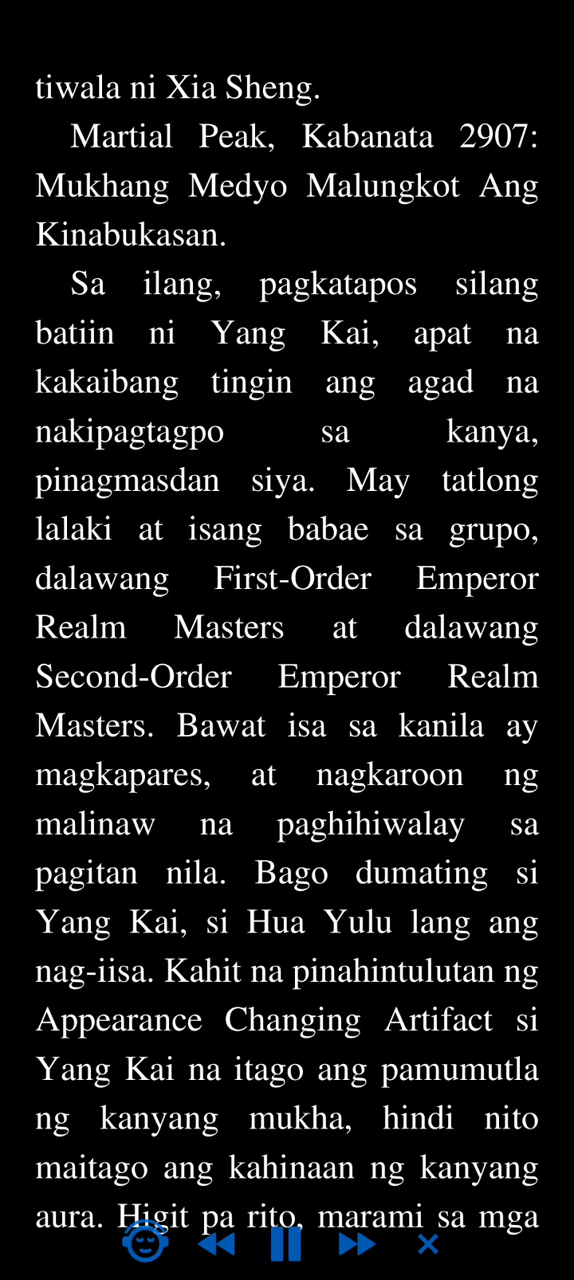 tiwala ni Xia Sheng.
Martial Peak, Kabanata 2907:
Mukhang Medyo Malungkot Ang
Kinabukasan.
Sa ilang, pagkatapos silang
batiin ni Yang Kai, apat na
kakaibang tingin ang agad na
nakipagtagpo sa kanya,
pinagmasdan siya. May tatlong
lalaki at isang babae sa grupo,
dalawang First-Order Emperor
Realm Masters at dalawang
Second-Order Emperor Realm
Masters. Bawat isa sa kanila ay
magkapares, at nagkaroon ng
malinaw na paghihiwalay sa
pagitan nila. Bago dumating si
Yang Kai, si Hua Yulu lang ang
nag-iisa. Kahit na pinahintulutan ng
Appearance Changing Artifact si
Yang Kai na itago ang pamumutla
ng kanyang mukha, hindi nito
maitago ang kahinaan ng kanyang
aura. Higit pa rito, marami sa mga